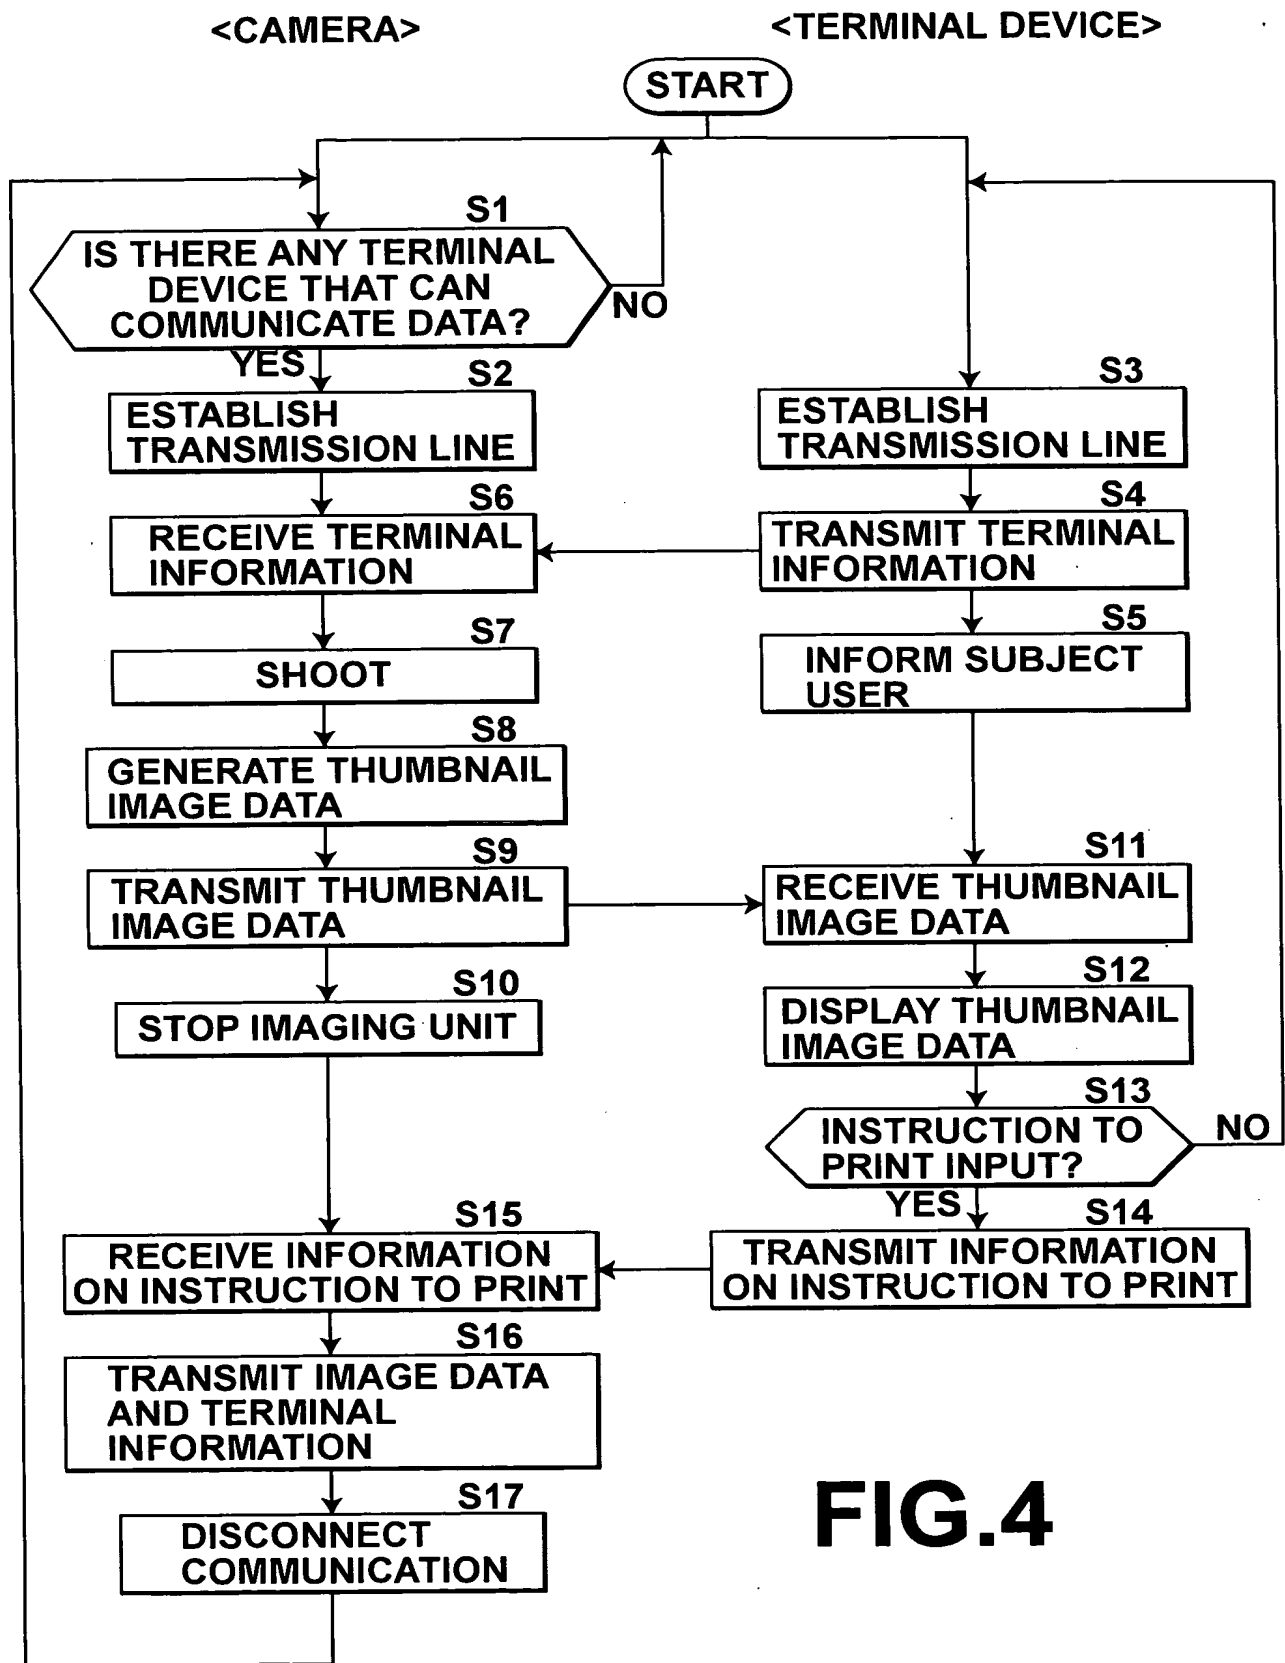 <CAMERA>
<TERMINAL DEVICE>
START
S1
IS THERE ANY TERMINAL
DEVICE THAT CAN
COMMUNICATE DATA?
NO
YES
S2
ESTABLISH
TRANSMISSION LINE
S3
ESTABLISH
TRANSMISSION LINE
S6
RECEIVE TERMINAL
INFORMATION
S4
TRANSMIT TERMINAL
INFORMATION
S7
SHOOT
S5
INFORM SUBJECT
USER
S8
GENERATE THUMBNAIL
IMAGE DATA
S9
TRANSMIT THUMBNAIL
IMAGE DATA
S11
RECEIVE THUMBNAIL
IMAGE DATA
S10
STOP IMAGING UNIT
S12
DISPLAY THUMBNAIL
IMAGE DATA
S13
INSTRUCTION TO
PRINT INPUT?
NO
YES
S15
RECEIVE INFORMATION
ON INSTRUCTION TO PRINT
S14
TRANSMIT INFORMATION
ON INSTRUCTION TO PRINT
S16
TRANSMIT IMAGE DATA
AND TERMINAL
INFORMATION
S17
DISCONNECT
COMMUNICATION
FIG.4